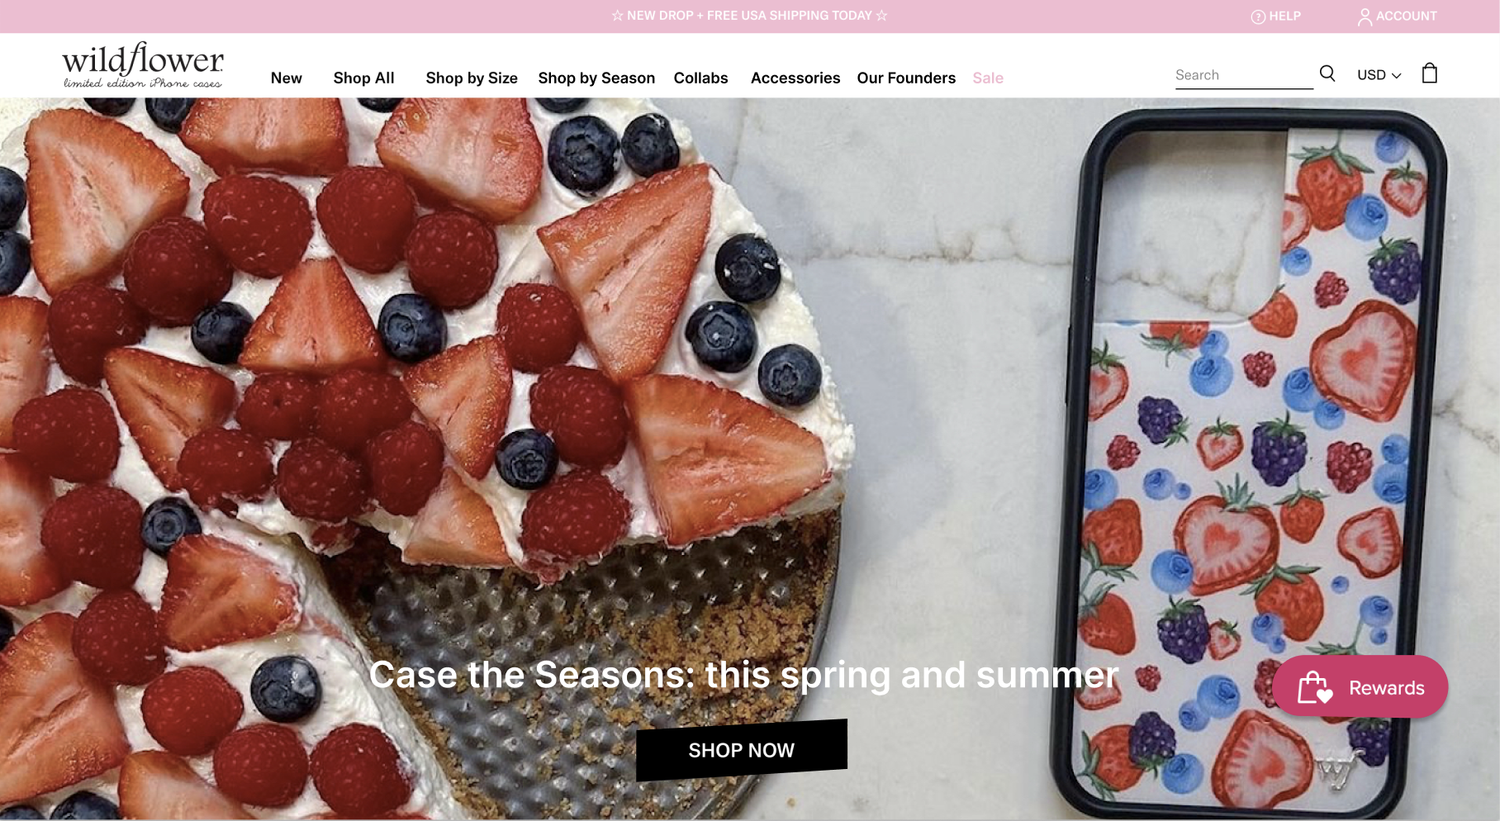 ☆ NEW DROP + FREE USA SHIPPING TODAY ☆
? HELP
ACCOUNT
wildflower
limited edition iPhone cases
New
Shop All
Shop by Size
Shop by Season
Collabs
Accessories
Our Founders
Sale
Search
USD
Case the Seasons: this spring and summer
SHOP NOW
Rewards
wf